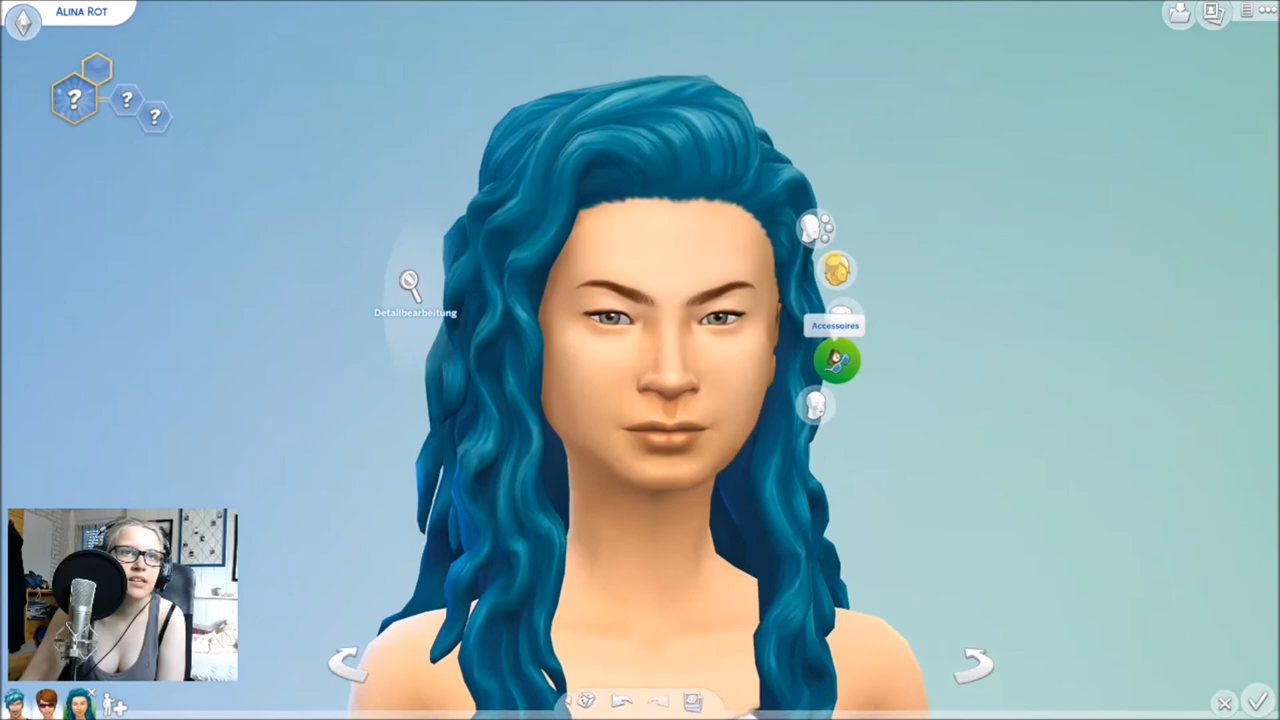 Alina Rot
?
?
?
Detailbearbeitung
Accessoires